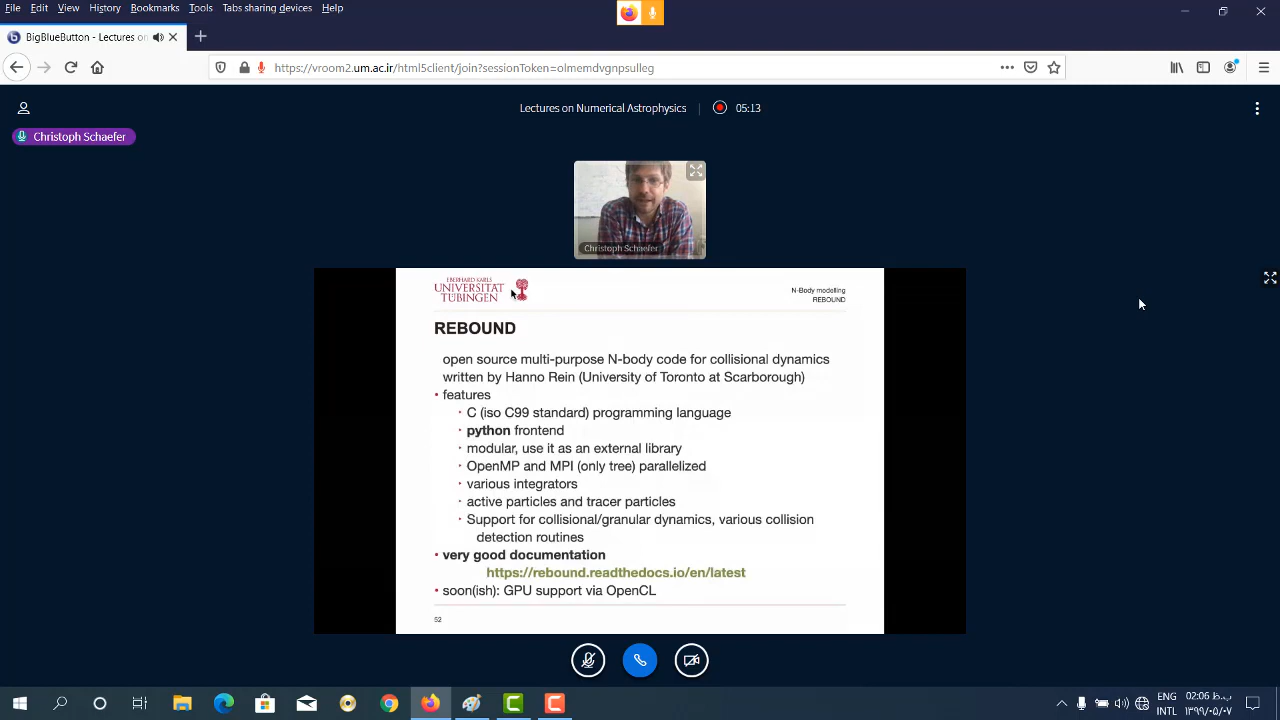 File Edit View History Bookmarks Tools Tabs sharing devices Help
BigBlueButton - Lectures on
https://vroom2.um.ac.ir/html5client/join?sessionToken=olmemdvgnpsulleg
Lectures on Numerical Astrophysics 05:13
Christoph Schaefer
Christoph Schaefer
EBERHARD KARLS
UNIVERSITÄT
TÜBINGEN
N-Body modelling
REBOUND
REBOUND
open source multi-purpose N-body code for collisional dynamics
written by Hanno Rein (University of Toronto at Scarborough)
• features
• C (iso C99 standard) programming language
• python frontend
• modular, use it as an external library
• OpenMP and MPI (only tree) parallelized
• various integrators
• active particles and tracer particles
• Support for collisional/granular dynamics, various collision
detection routines
• very good documentation
https://rebound.readthedocs.io/en/latest
• soon(ish): GPU support via OpenCL
52
ENG
INTL
02:06 ب.ظ
۱۳۹۹/۰۵/۰۷